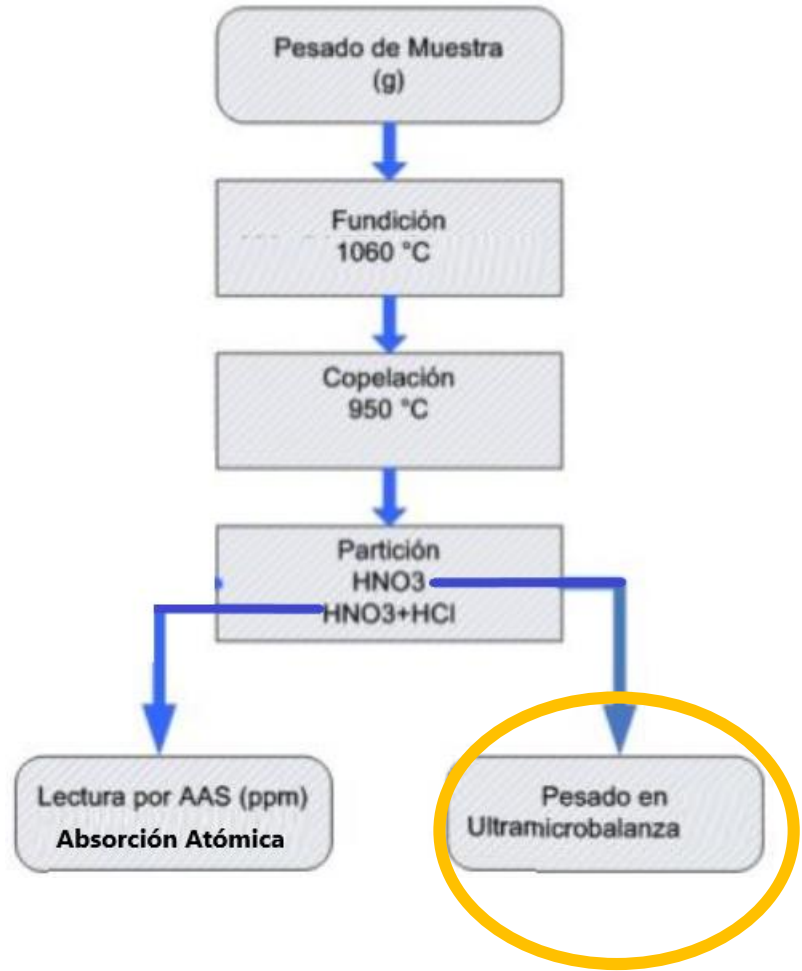 Pesado de Muestra
(g)
Fundición
1060 °C
Copelación
950 °C
Partición
HNO3
HNO3+HCl
Lectura por AAS (ppm)
Absorción Atómica
Pesado en
Ultramicrobalanza